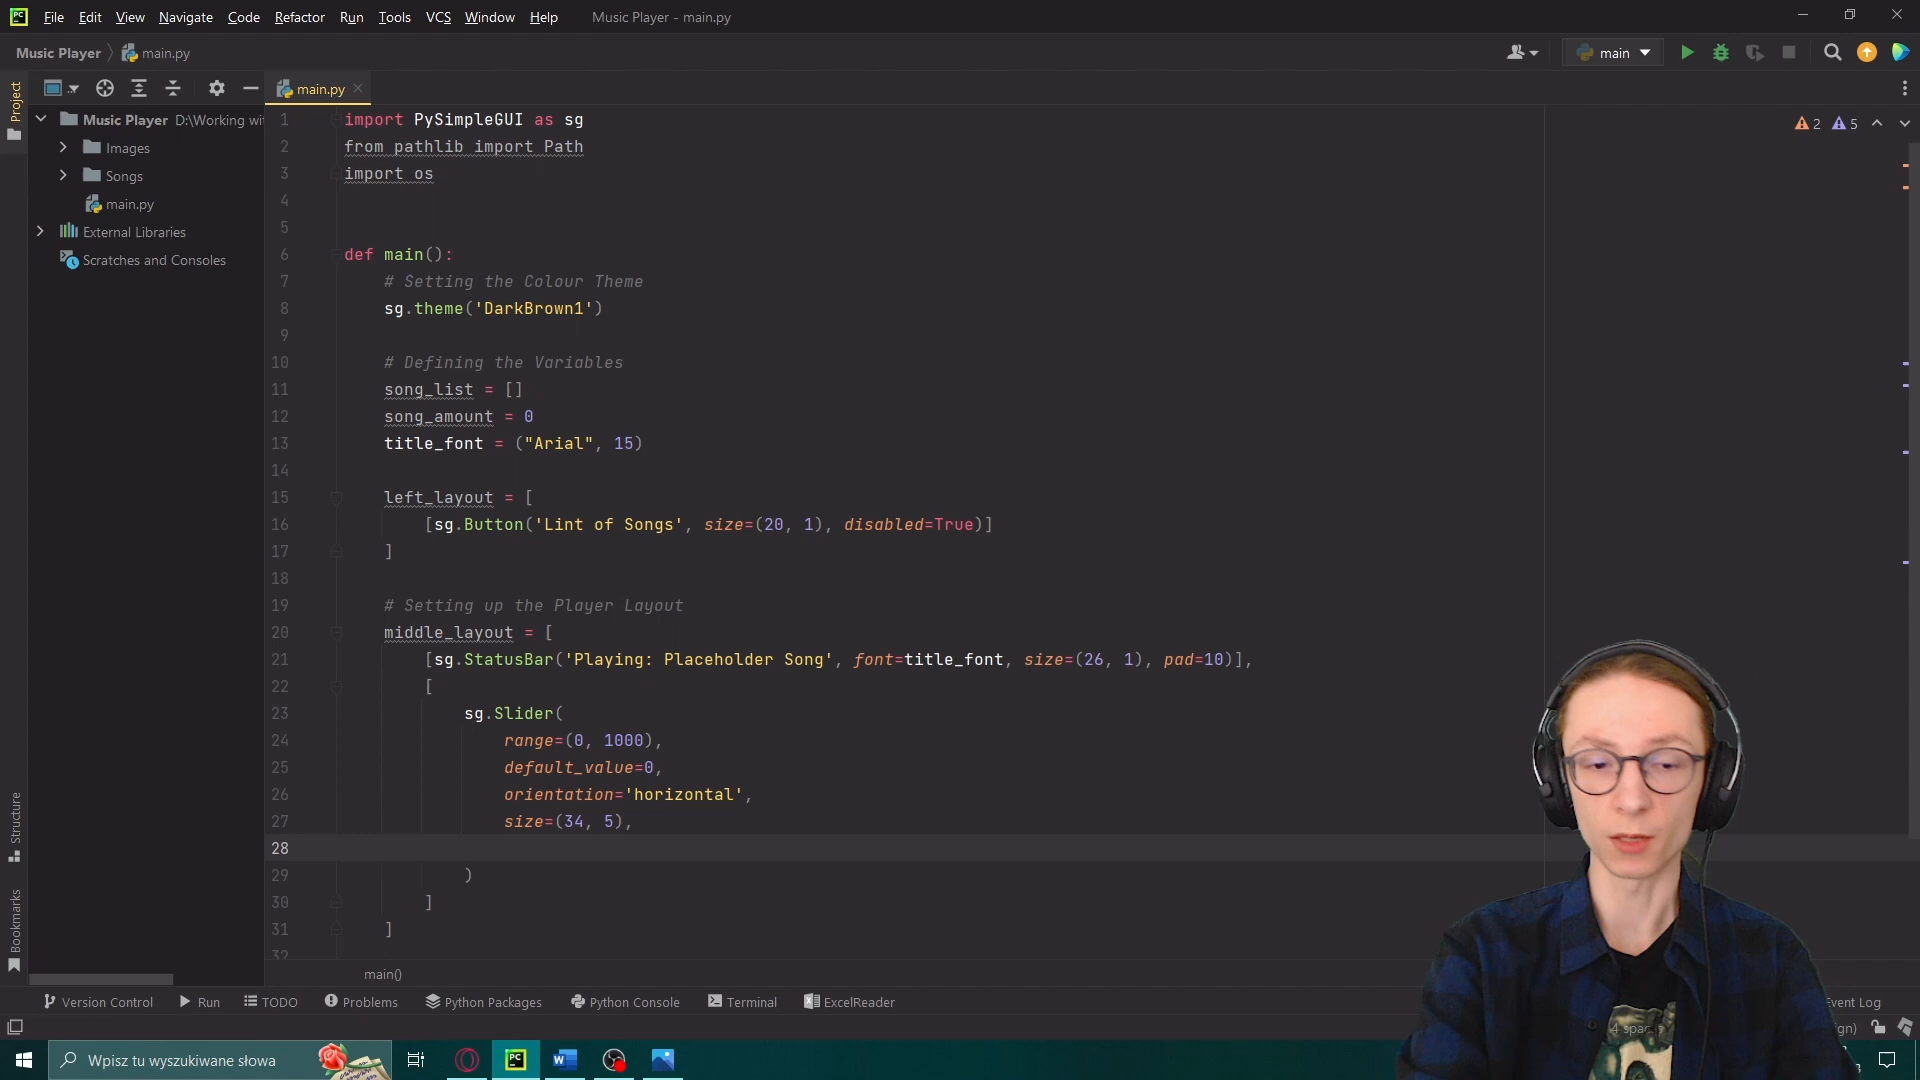 PC File Edit View Navigate Code Refactor Run Tools VCS Window Help Music Player - main.py
Music Player main.py main
Project main.py
Music Player D:\Working wi
Images
Songs
main.py
External Libraries
Scratches and Consoles
2 5
1 import PySimpleGUI as sg
2 from pathlib import Path
3 import os
4
5
6 def main():
7 # Setting the Colour Theme
8 sg.theme('DarkBrown1')
9
10 # Defining the Variables
11 song_list = []
12 song_amount = 0
13 title_font = ("Arial", 15)
14
15 left_layout = [
16 [sg.Button('Lint of Songs', size=(20, 1), disabled=True)]
17 ]
18
19 # Setting up the Player Layout
20 middle_layout = [
21 [sg.StatusBar('Playing: Placeholder Song', font=title_font, size=(26, 1), pad=10)],
22 [
23 sg.Slider(
24 range=(0, 1000),
25 default_value=0,
26 orientation='horizontal',
27 size=(34, 5),
28
29 )
30 ]
31 ]
32
main()
Structure
Bookmarks
Version Control Run TODO Problems Python Packages Python Console Terminal ExcelReader Event Log
Wpisz tu wyszukiwane słowa PC W